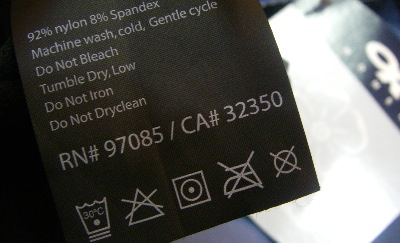 92% nylon 8% Spandex
Machine wash, cold, Gentle cycle
Do Not Bleach
Tumble Dry, Low
Do Not Iron
Do Not Dryclean
RN# 97085 / CA# 32350
30°C